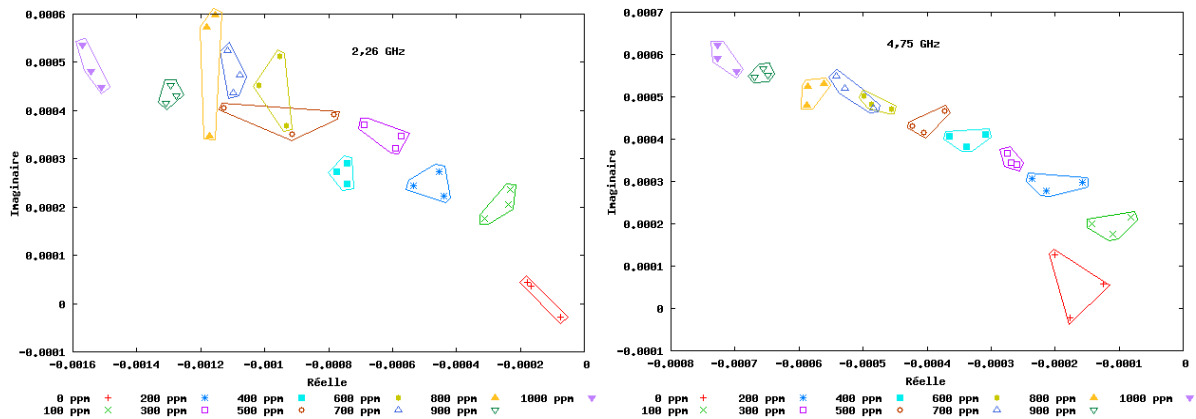 0.0006
0.0005
0.0004
0.0003
0.0002
0.0001
0
-0.0001
Imaginaire
2,26 GHz
-0.0016 -0.0014 -0.0012 -0.001 -0.0008 -0.0006 -0.0004 -0.0002 0
Réelle
0 ppm 200 ppm 400 ppm 600 ppm 800 ppm 1000 ppm
100 ppm 300 ppm 500 ppm 700 ppm 900 ppm
0.0007
0.0006
0.0005
0.0004
0.0003
0.0002
0.0001
0
-0.0001
Imaginaire
4,75 GHz
-0.0008 -0.0007 -0.0006 -0.0005 -0.0004 -0.0003 -0.0002 -0.0001 0
Réelle
0 ppm 200 ppm 400 ppm 600 ppm 800 ppm 1000 ppm
100 ppm 300 ppm 500 ppm 700 ppm 900 ppm